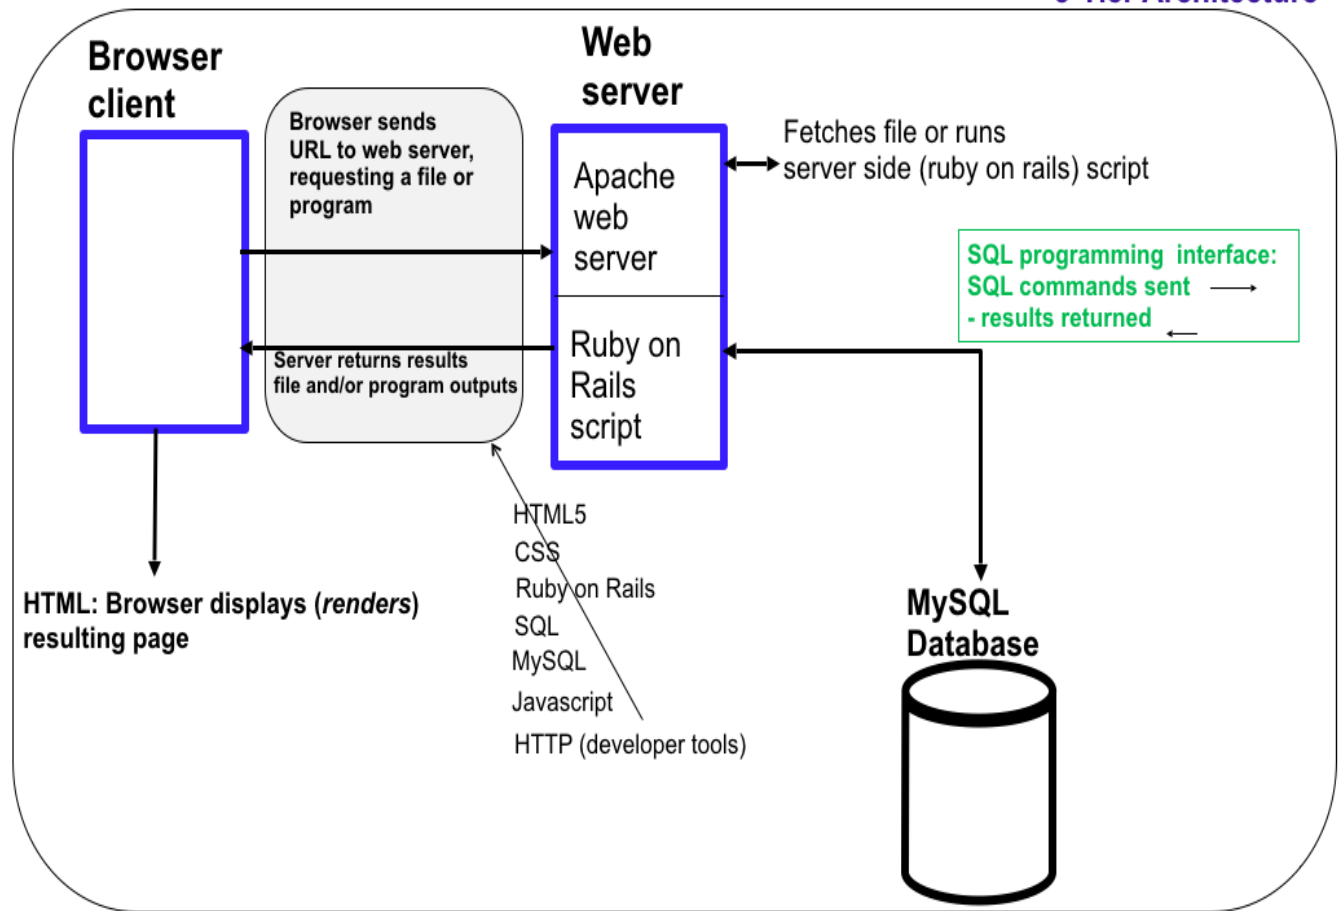 Architecture
Browser
client
Web
server
Browser sends
URL to web server,
requesting a file or
program
Server returns results
file and/or program outputs
Apache
web
server
Ruby on
Rails
script
Fetches file or runs
server side (ruby on rails) script
SQL programming interface:
SQL commands sent
- results returned
HTML: Browser displays (renders)
resulting page
HTML5
CSS
Ruby on Rails
SQL
MySQL
Javascript
HTTP (developer tools)
MySQL
Database